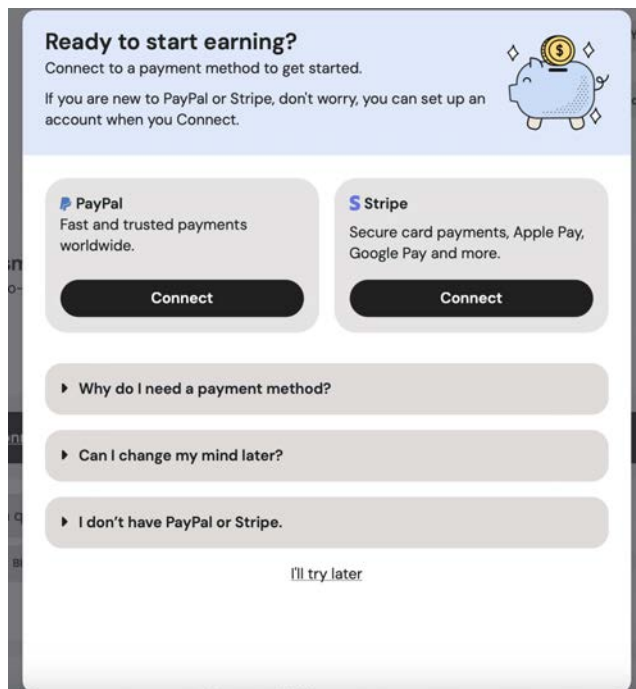 Ready to start earning?
Connect to a payment method to get started.
If you are new to PayPal or Stripe, don't worry, you can set up an
account when you Connect.
PayPal
Fast and trusted payments
worldwide.
Connect
Stripe
Secure card payments, Apple Pay,
Google Pay and more.
Connect
Why do I need a payment method?
Can I change my mind later?
I don't have PayPal or Stripe.
I'll try later